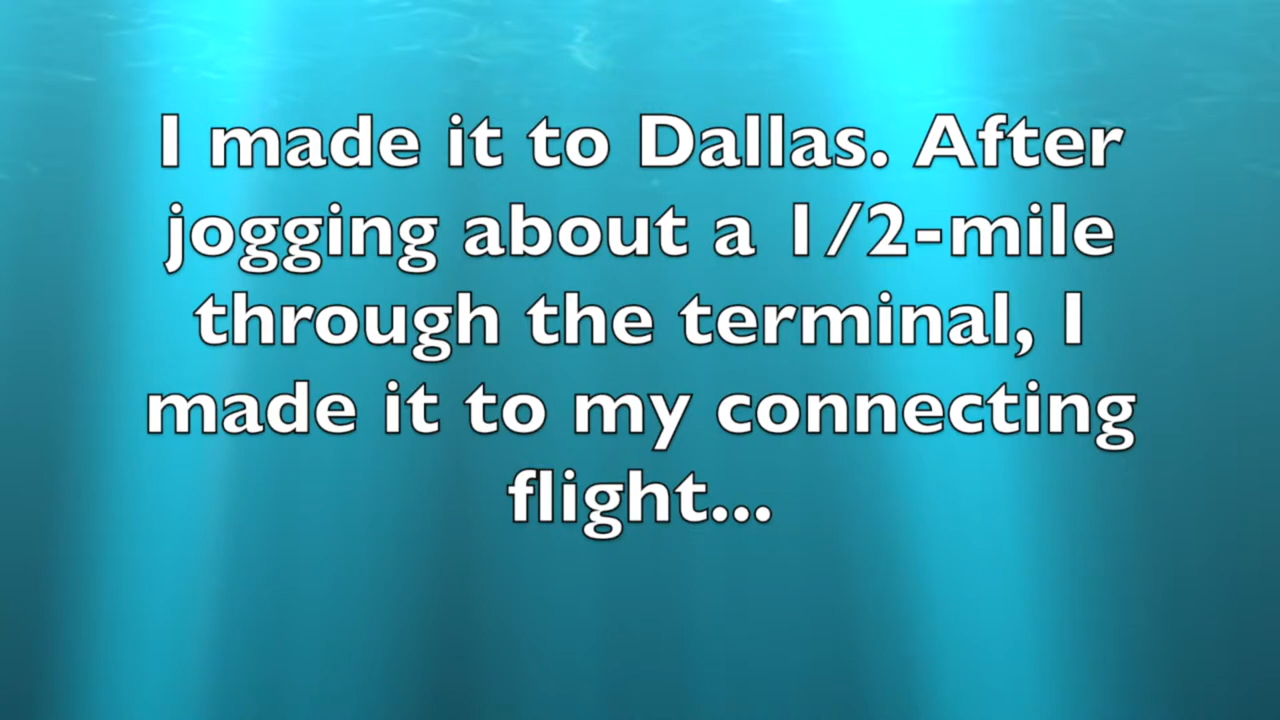 I made it to Dallas. After
jogging about a 1/2-mile
through the terminal, I
made it to my connecting
flight...